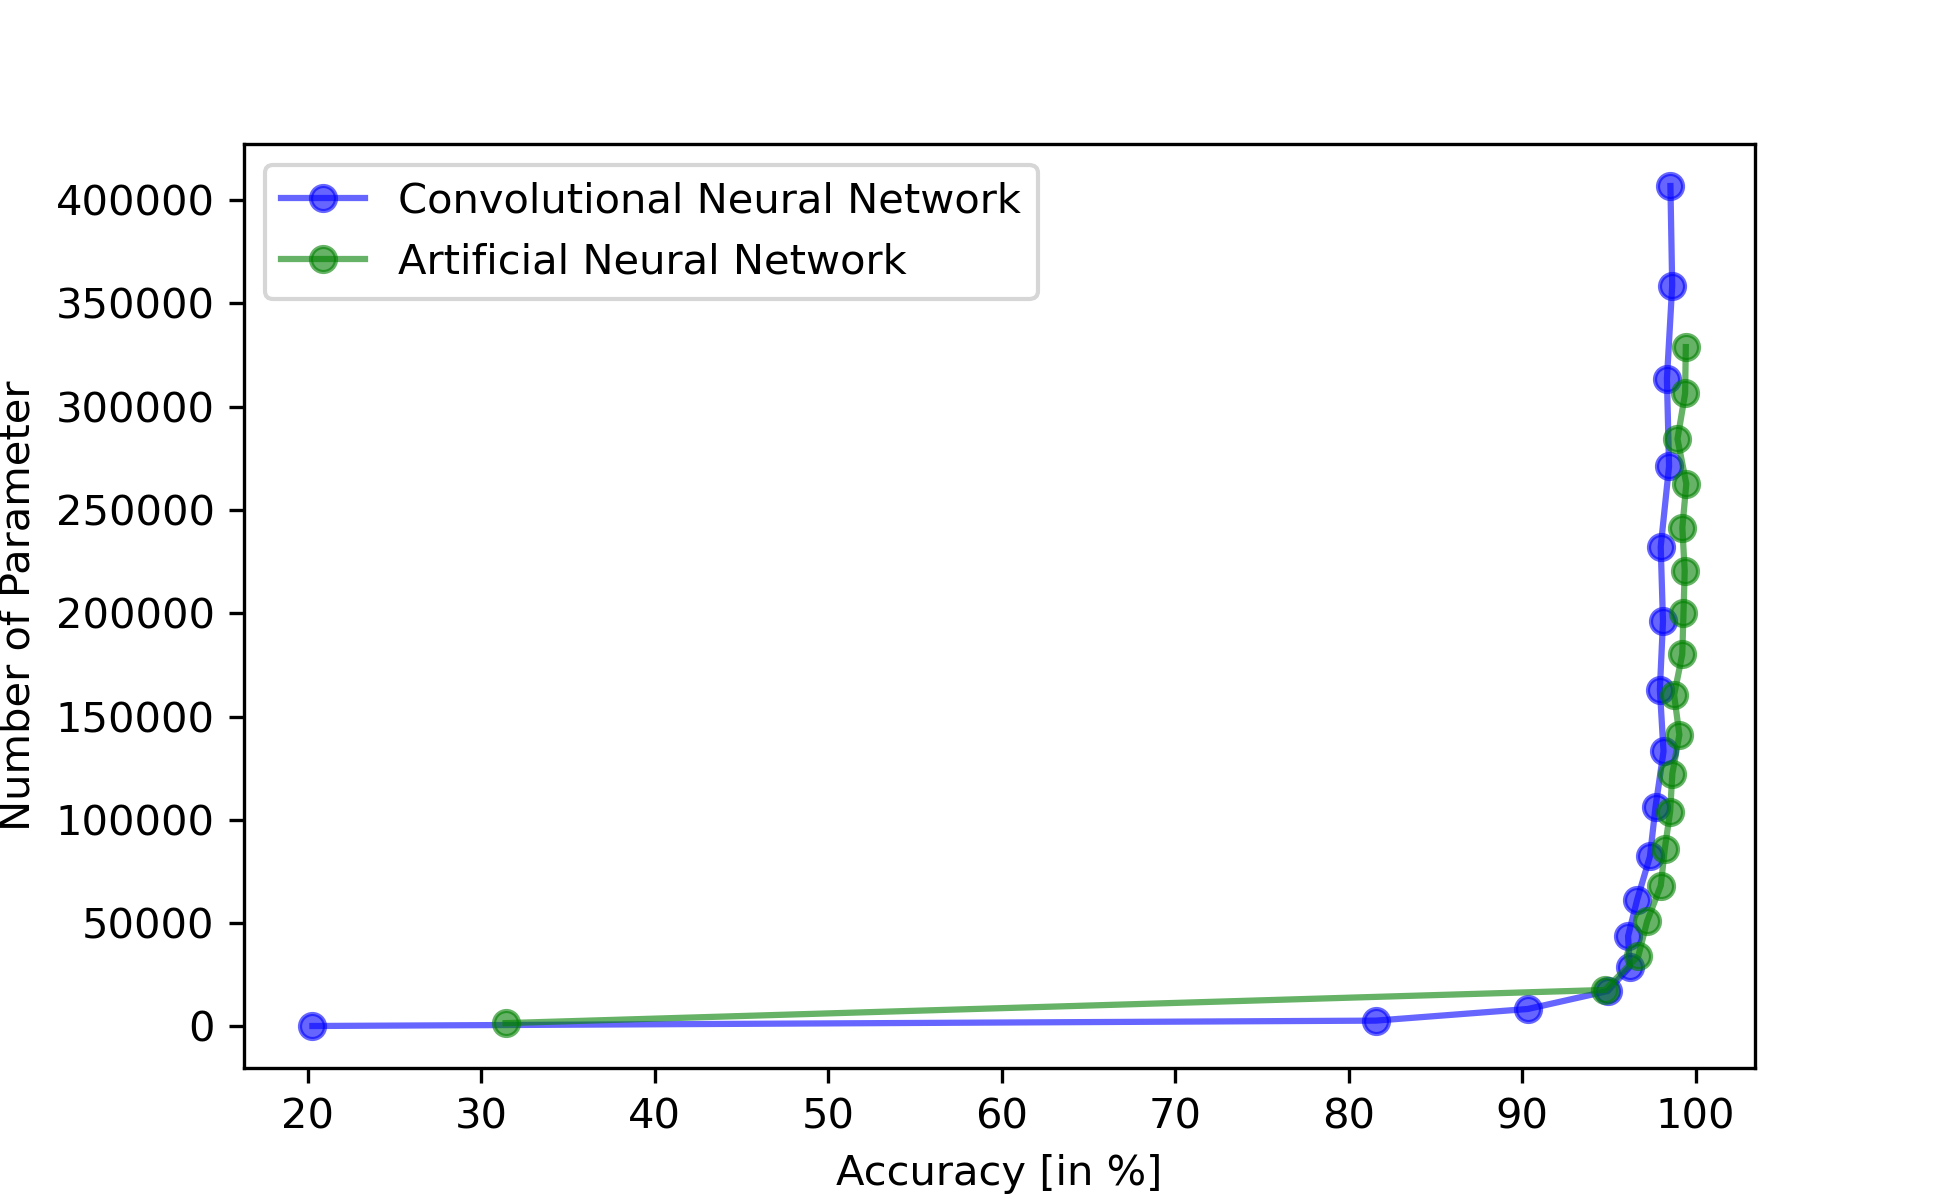 Convolutional Neural Network
Artificial Neural Network
400000
350000
300000
250000
200000
150000
100000
50000
0
Number of Parameter
20 30 40 50 60 70 80 90 100
Accuracy [in %]